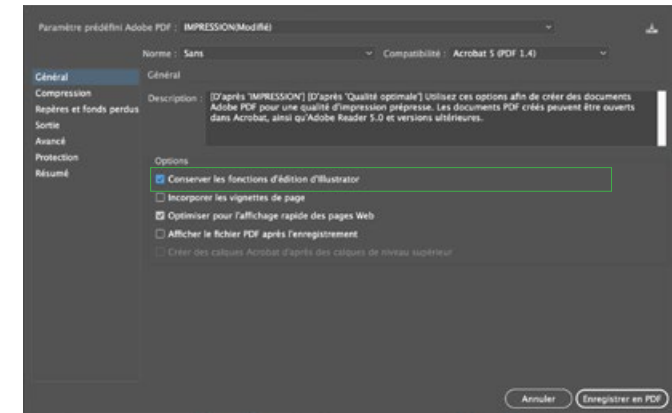 Paramètre prédéfini Adobe PDF : IMPRESSION(Modifié)
Norme : Sans Compatibilité : Acrobat 5 (PDF 1.4)
Général
Compression
Repères et fonds perdus
Sortie
Avancé
Protection
Résumé
Général
Description : [D'après 'IMPRESSION'] [D'après 'Qualité optimale'] Utilisez ces options afin de créer des documents
Adobe PDF pour une qualité d'impression prépresse. Les documents PDF créés peuvent être ouverts
dans Acrobat, ainsi qu'Adobe Reader 5.0 et versions ultérieures.
Options
Conserver les fonctions d'édition d'Illustrator
Incorporer les vignettes de page
Optimiser pour l'affichage rapide des pages Web
Afficher le fichier PDF après l'enregistrement
Créer des calques Acrobat d'après des calques de niveau supérieur
Annuler
Enregistrer en PDF